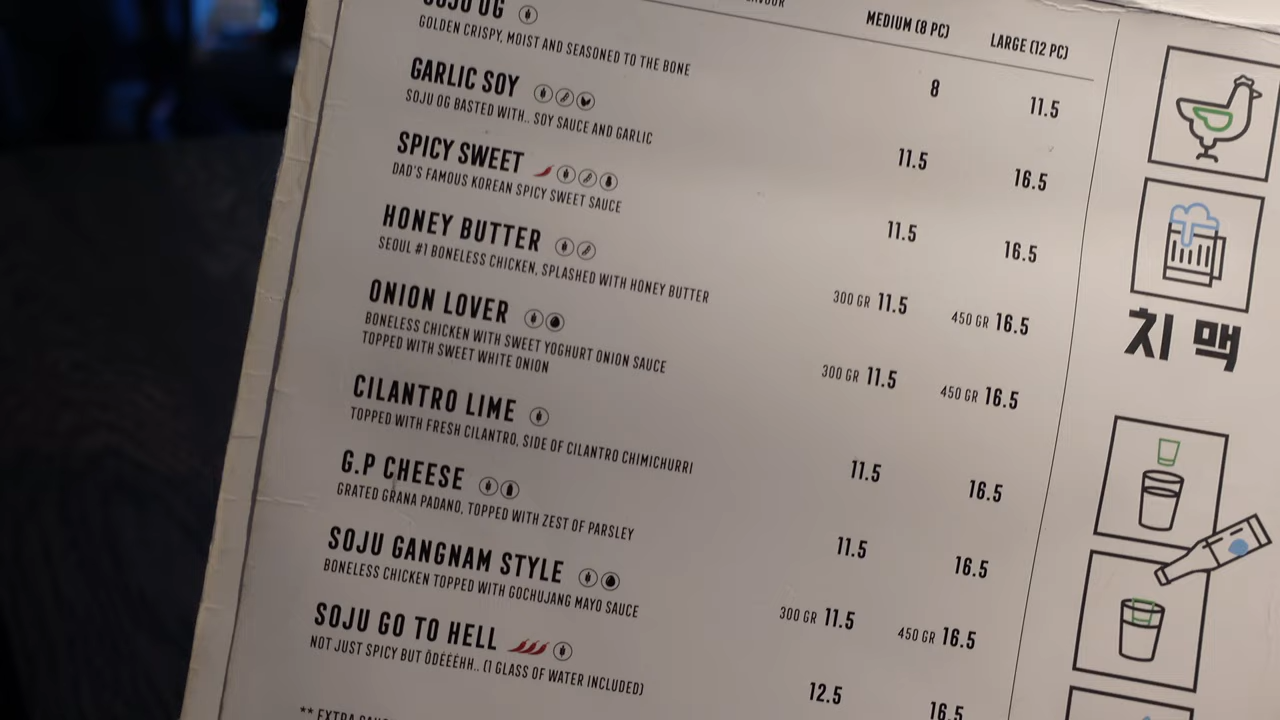 FLAVOUR MEDIUM (8 PC) LARGE (12 PC)
SOJU OG 8 11.5
GOLDEN CRISPY, MOIST AND SEASONED TO THE BONE
GARLIC SOY 11.5 16.5
SOJU OG BASTED WITH.. SOY SAUCE AND GARLIC
SPICY SWEET 11.5 16.5
DAD'S FAMOUS KOREAN SPICY SWEET SAUCE
HONEY BUTTER 300 GR 11.5 450 GR 16.5
SEOUL #1 BONELESS CHICKEN, SPLASHED WITH HONEY BUTTER
ONION LOVER 300 GR 11.5 450 GR 16.5
BONELESS CHICKEN WITH SWEET YOGHURT ONION SAUCE
TOPPED WITH SWEET WHITE ONION
CILANTRO LIME 11.5 16.5
TOPPED WITH FRESH CILANTRO, SIDE OF CILANTRO CHIMICHURRI
G.P CHEESE 11.5 16.5
GRATED GRANA PADANO, TOPPED WITH ZEST OF PARSLEY
SOJU GANGNAM STYLE 300 GR 11.5 450 GR 16.5
BONELESS CHICKEN TOPPED WITH GOCHUJANG MAYO SAUCE
SOJU GO TO HELL 12.5 16.5
NOT JUST SPICY BUT ÔDÉÉÉHH.. (1 GLASS OF WATER INCLUDED)
** EXTRA
치맥